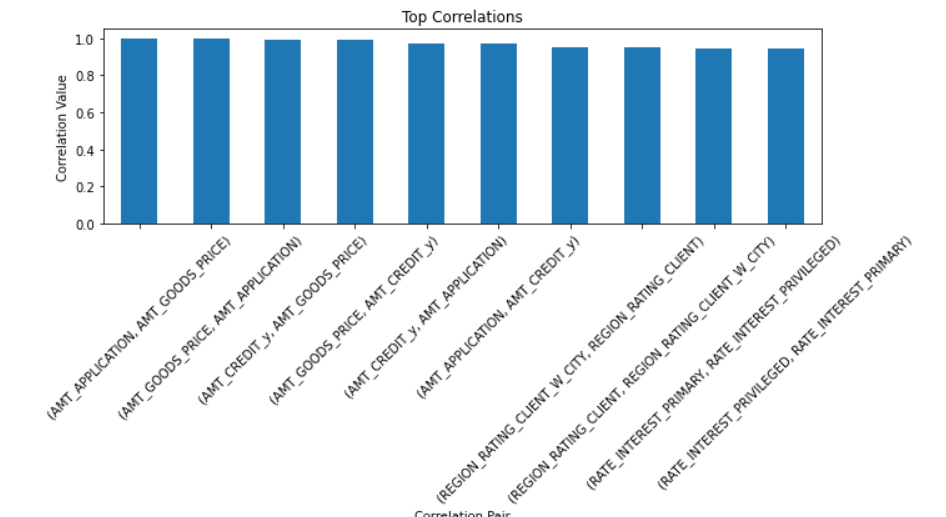 Top Correlations
Correlation Value
1.0
0.8
0.6
0.4
0.2
0.0
(AMT_APPLICATION, AMT_GOODS_PRICE)
(AMT_GOODS_PRICE, AMT_APPLICATION)
(AMT_CREDIT_y, AMT_GOODS_PRICE)
(AMT_GOODS_PRICE, AMT_CREDIT_y)
(AMT_CREDIT_y, AMT_APPLICATION)
(AMT_APPLICATION, AMT_CREDIT_y)
(REGION_RATING_CLIENT_W_CITY, REGION_RATING_CLIENT)
(REGION_RATING_CLIENT, REGION_RATING_CLIENT_W_CITY)
(RATE_INTEREST_PRIMARY, RATE_INTEREST_PRIVILEGED)
(RATE_INTEREST_PRIVILEGED, RATE_INTEREST_PRIMARY)
Correlation Pair